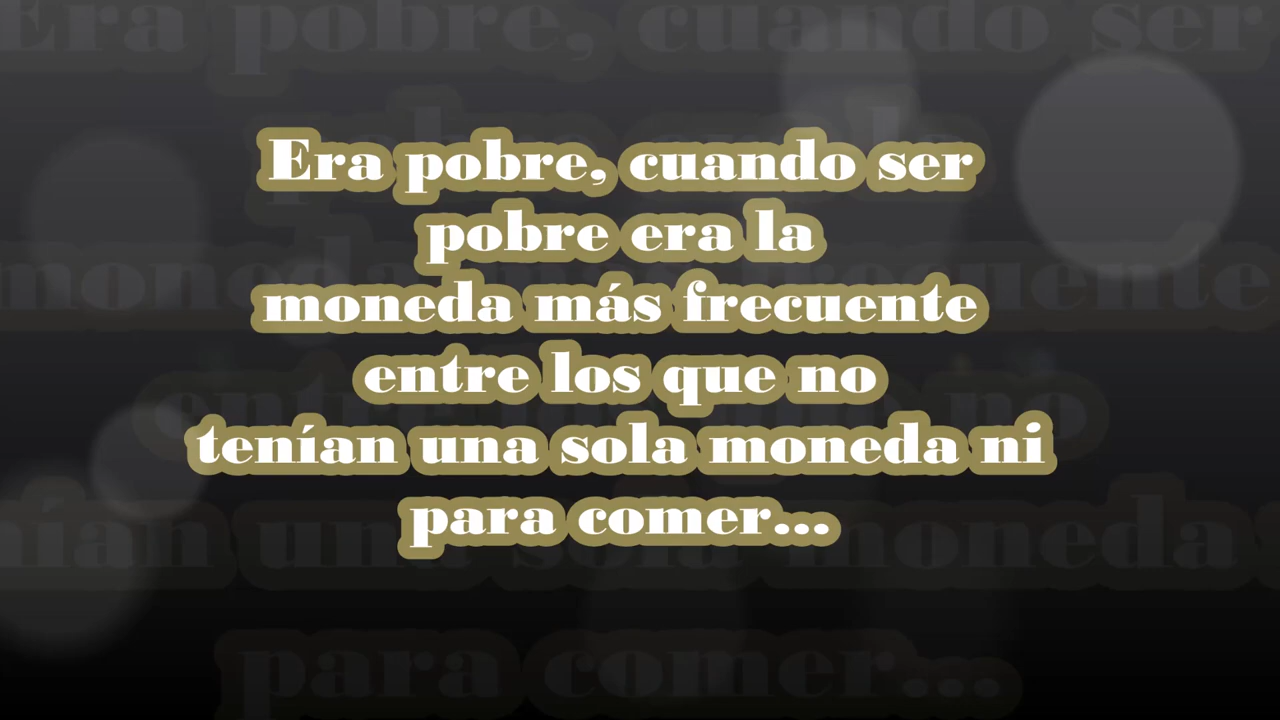 Era pobre, cuando ser
pobre era la
moneda más frecuente
entre los que no
tenían una sola moneda ni
para comer...